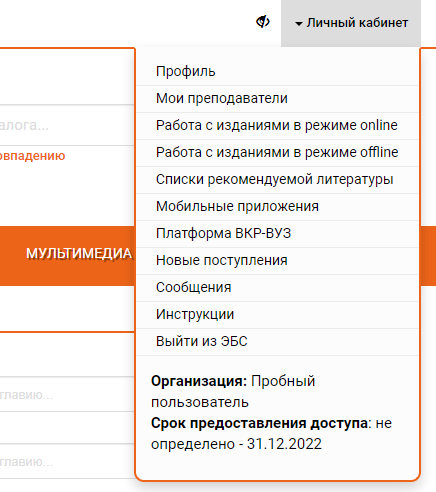 Личный кабинет
Профиль
Мои преподаватели
алога...
Работа с изданиями в режиме online
овпадению
Работа с изданиями в режиме offline
Списки рекомендуемой литературы
Мобильные приложения
Платформа ВКР-ВУЗ
МУЛЬТИМЕДИА
Новые поступления
Сообщения
Инструкции
Выйти из ЭБС
Организация: Пробный
пользователь
главию...
Срок предоставления доступа: не
определено - 31.12.2022
главию...